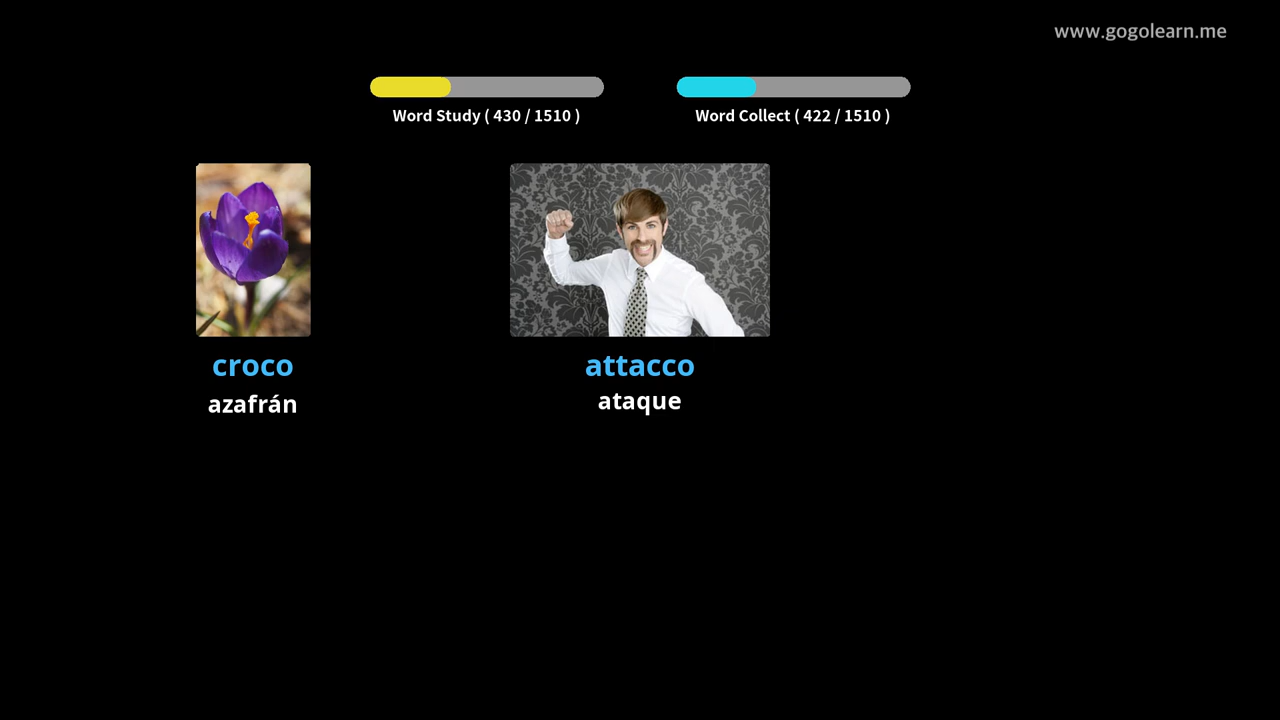 www.gogolearn.me
Word Study ( 430 / 1510 )
Word Collect ( 422 / 1510 )
croco
azafrán
attacco
ataque